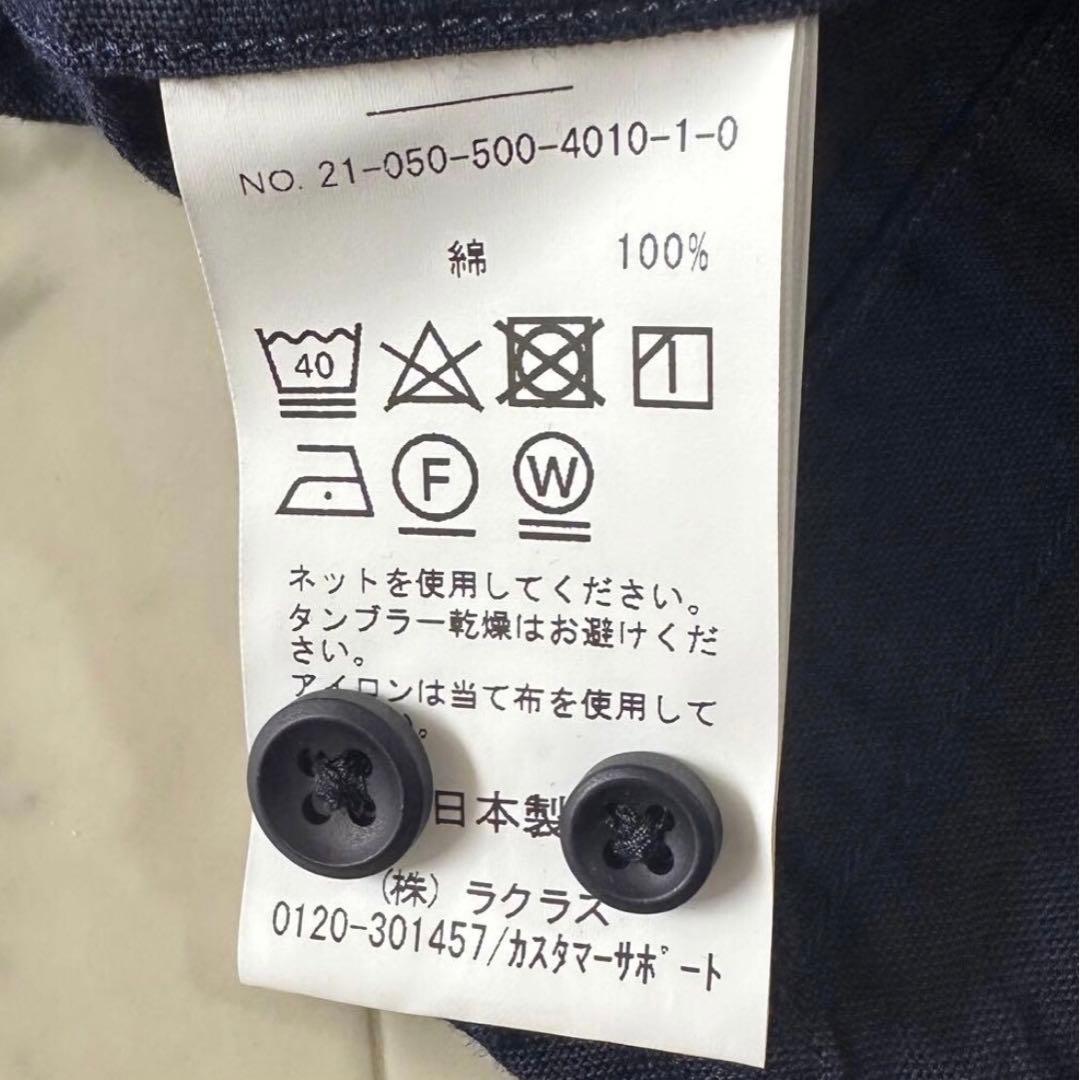 NO. 21-050-500-4010-1-0
綿 100%
40
F W
ネットを使用してください。
タンブラー乾燥はお避けくだ
さい。
アイロンは当て布を使用して
。
日本製
(株) ラクラス
0120-301457/カスタマーサポート